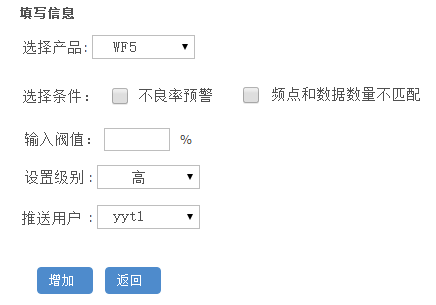 填写信息
选择产品: WF5
选择条件： 不良率预警 频点和数据数量不匹配
输入阀值： %
设置级别： 高
推送用户： yyt1
增加 返回